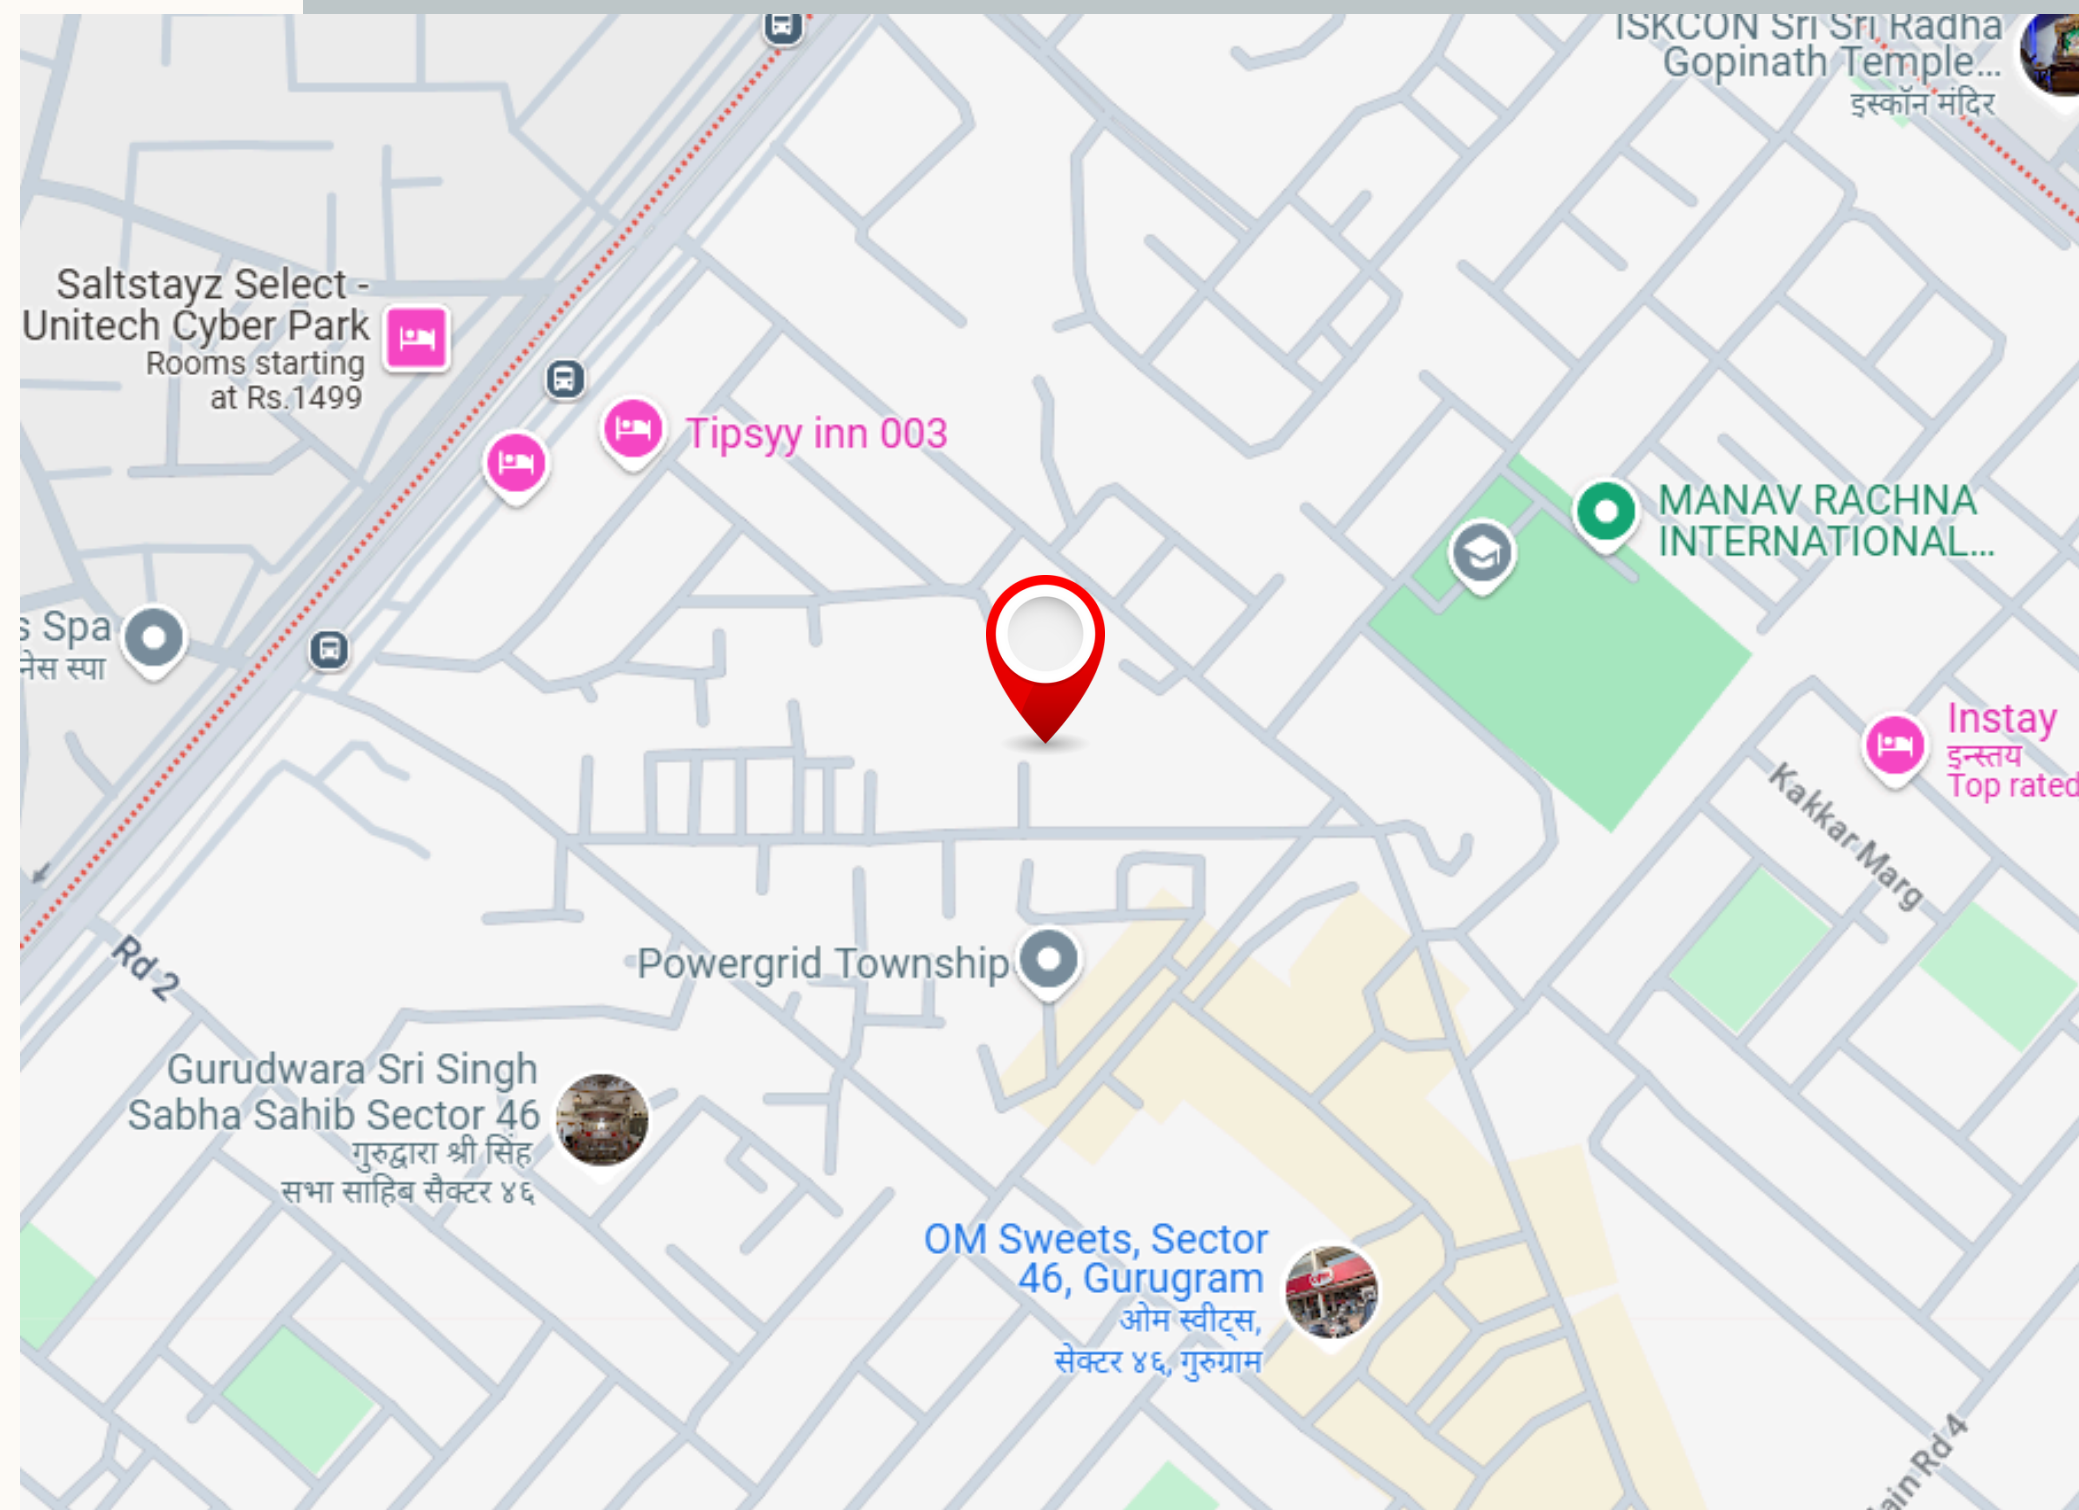 ISKCON Sri Sri Radha
Gopinath Temple...
इस्कॉन मंदिर
Saltstayz Select -
Unitech Cyber Park
Rooms starting
at Rs.1499
Tipsyy inn 003
MANAV RACHNA
INTERNATIONAL...
s Spa
नेस स्पा
Instay
इन्स्तय
Top rated
Kakkar Marg
Rd 2
Powergrid Township
Gurudwara Sri Singh
Sabha Sahib Sector 46
गुरुद्वारा श्री सिंह
सभा साहिब सैक्टर ४६
OM Sweets, Sector
46, Gurugram
ओम स्वीट्स,
सेक्टर ४६, गुरुग्राम
ain Rd 4